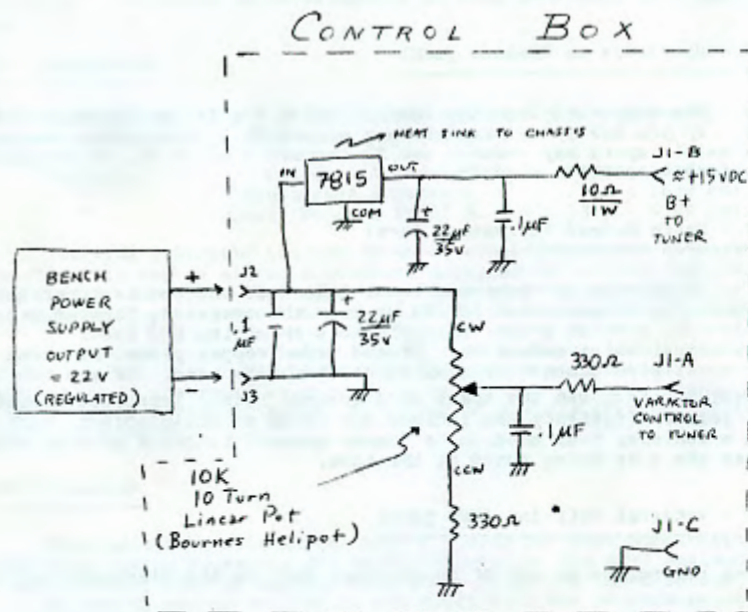 CONTROL BOX
HEAT SINK TO CHASSIS
IN
7815
OUT
COM
+
22µF
35V
.1µF
10Ω
1W
J1-B
≈+15VDC
B+
TO
TUNER
BENCH
POWER
SUPPLY
OUTPUT
≈ 22V
(REGULATED)
+
-
J2
J3
.1
µF
+
22µF
35V
CW
CCW
330Ω
J1-A
VARACTOR
CONTROL
TO TUNER
.1µF
10K
10 Turn
Linear Pot
(Bournes Helipot)
330Ω
J1-C
GND